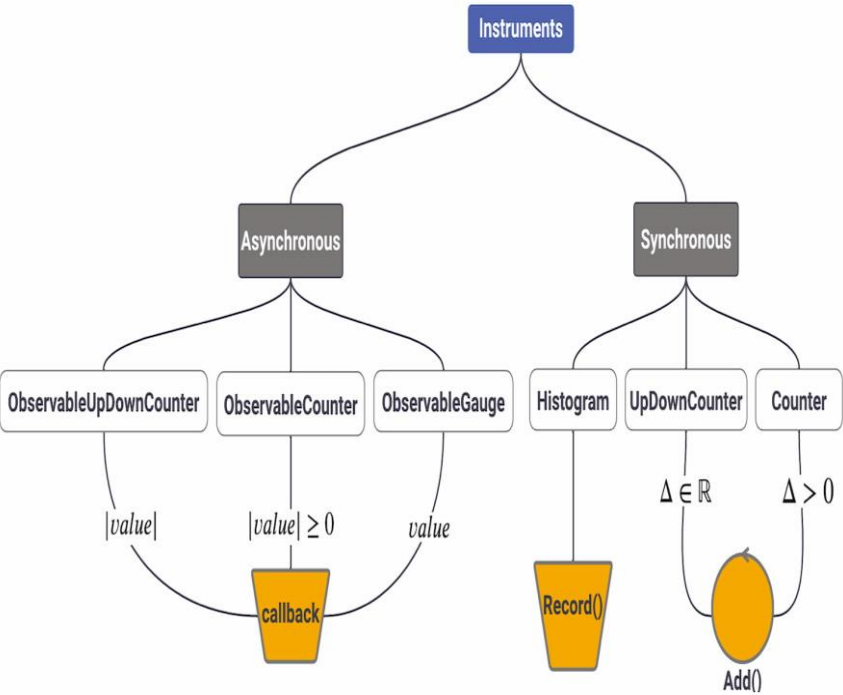 Instruments
Asynchronous
Synchronous
ObservableUpDownCounter
ObservableCounter
ObservableGauge
Histogram
UpDownCounter
Counter
|value|
|value| ≥ 0
value
Δ ∈ ℝ
Δ > 0
callback
Record()
Add()